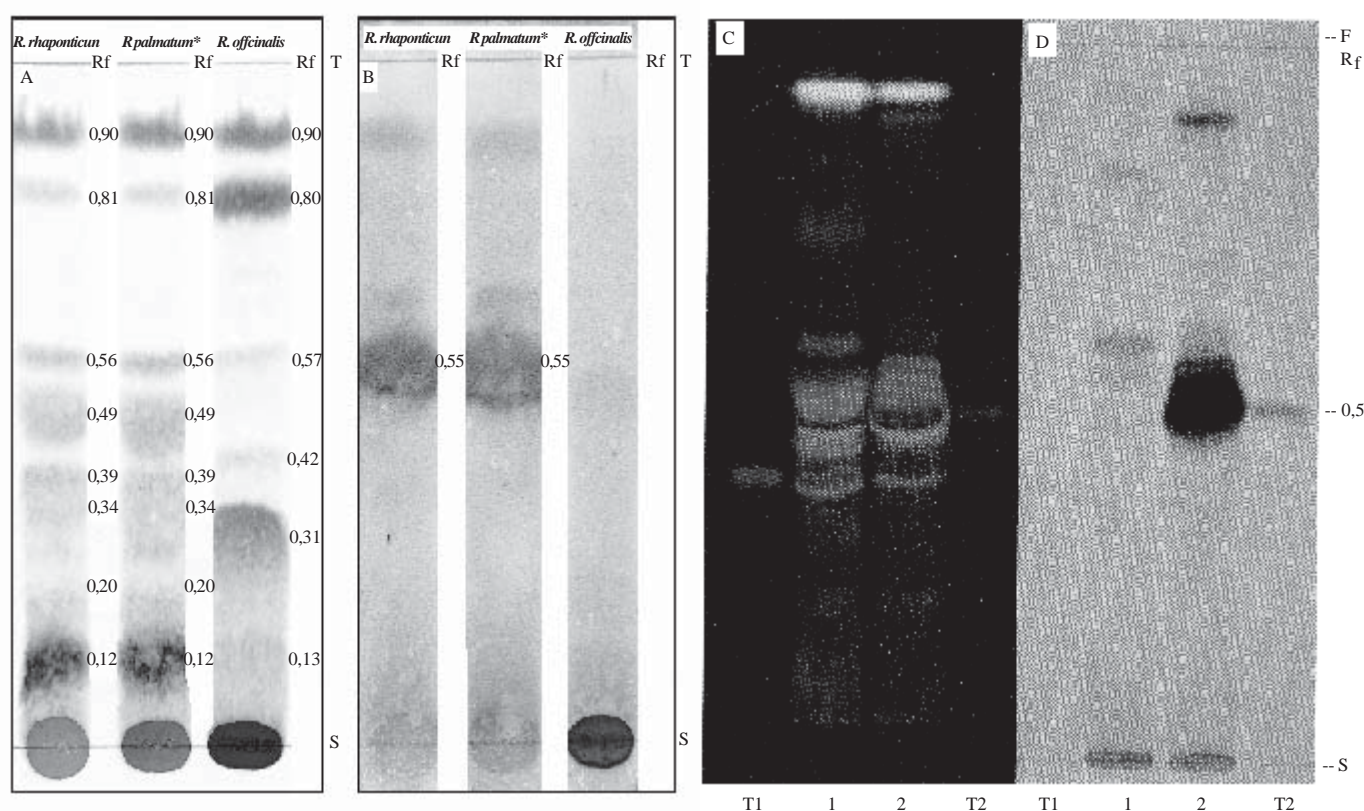 R. rhaponticun R palmatum* R. offcinalis
Rf Rf Rf T
A
0,90 0,90 0,90
0,81 0,81 0,80
0,56 0,56 0,57
0,49 0,49
0,42
0,39 0,39
0,34 0,34
0,31
0,20 0,20
0,12 0,12 0,13
S
R. rhaponticun R palmatum* R. offcinalis
Rf Rf Rf T
B
0,55 0,55
S
C
D
-- F
Rf
-- 0,5
-- S
T1 1 2 T2 T1 1 2 T2